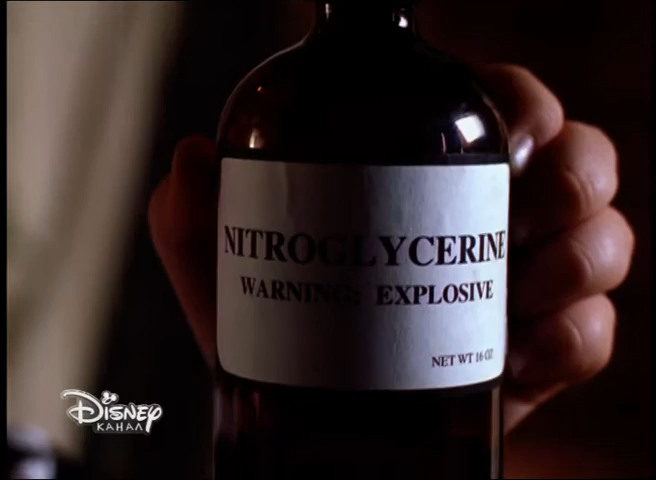 NITROGLYCERINE
WARNING: EXPLOSIVE
NET WT 16 OZ
DISNEY
КАНАЛ